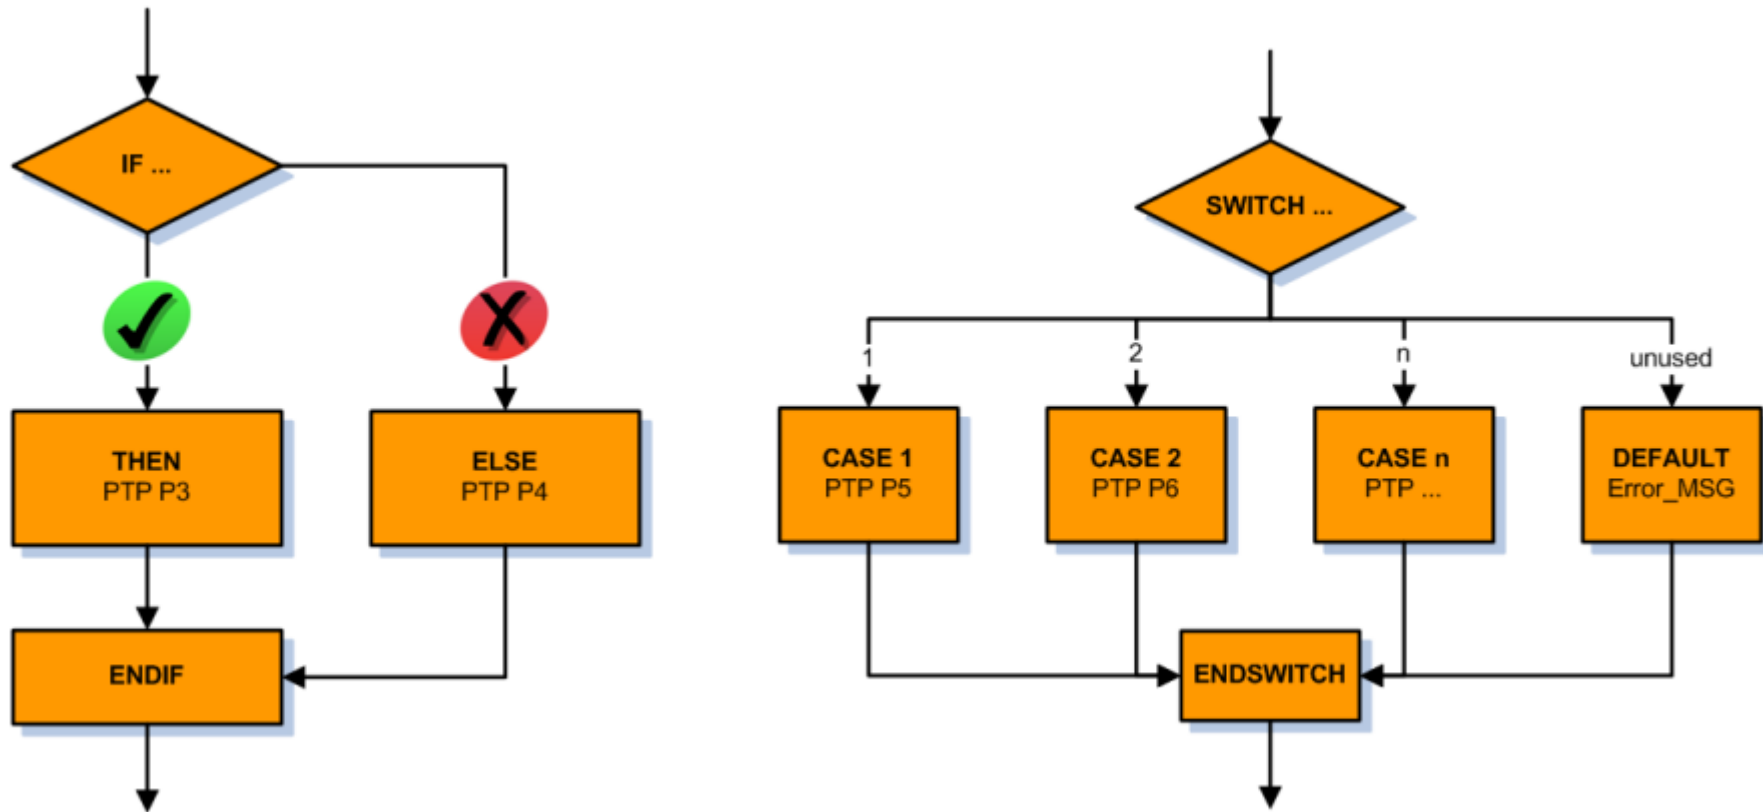 IF ...
THEN
PTP P3
ELSE
PTP P4
ENDIF
SWITCH ...
1
2
n
unused
CASE 1
PTP P5
CASE 2
PTP P6
CASE n
PTP ...
DEFAULT
Error_MSG
ENDSWITCH